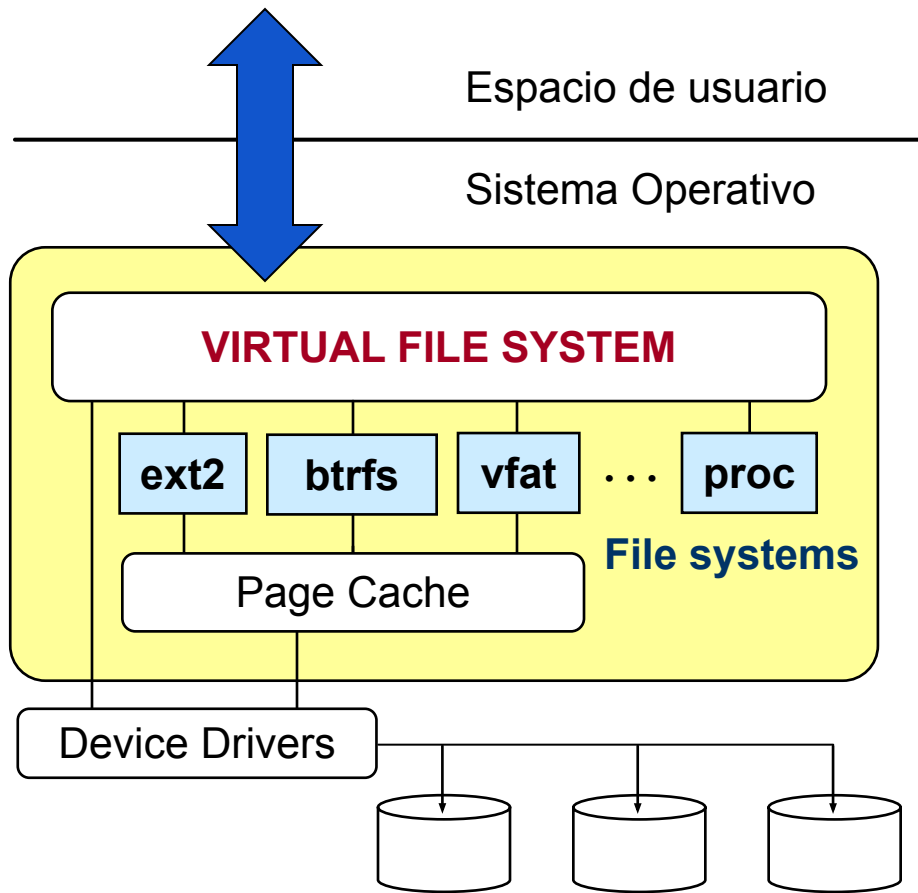 Espacio de usuario
Sistema Operativo
VIRTUAL FILE SYSTEM
ext2
btrfs
vfat
...
proc
File systems
Page Cache
Device Drivers